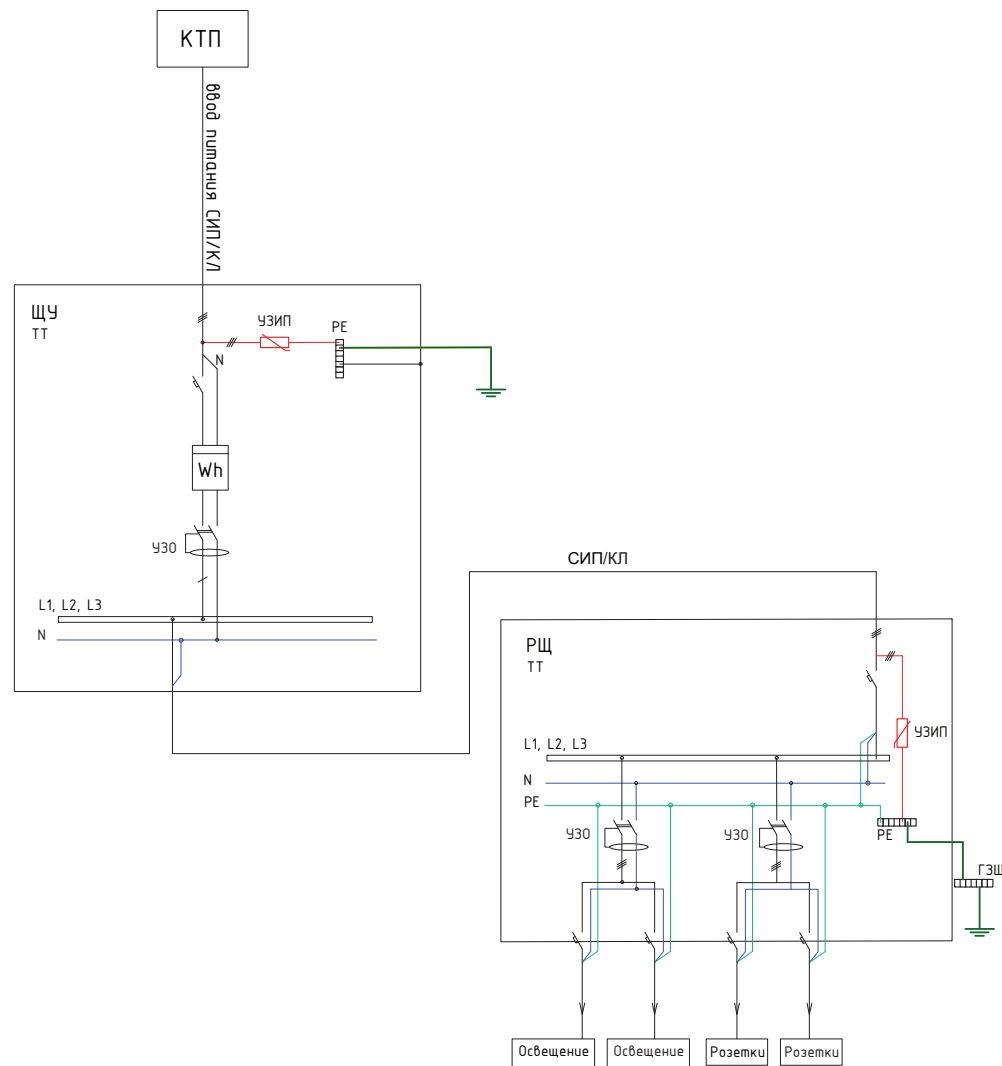 КТП
ввод питания СИП/КЛ
ЩУ
ТТ
УЗИП
PE
N
Wh
УЗО
L1, L2, L3
N
СИП/КЛ
РЩ
ТТ
УЗИП
L1, L2, L3
N
PE
УЗО
УЗО
PE
ГЗШ
Освещение
Освещение
Розетки
Розетки